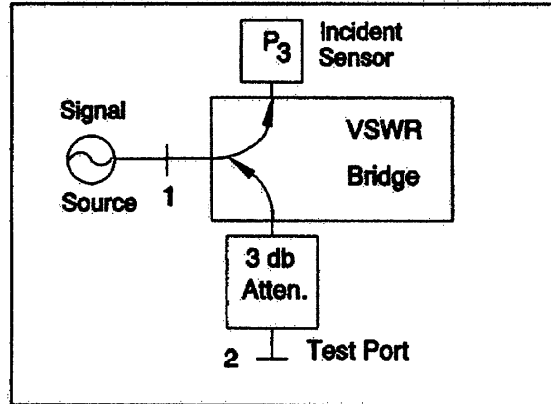 P3
Incident
Sensor
Signal
Source
1
VSWR
Bridge
3 db
Atten.
2
Test Port